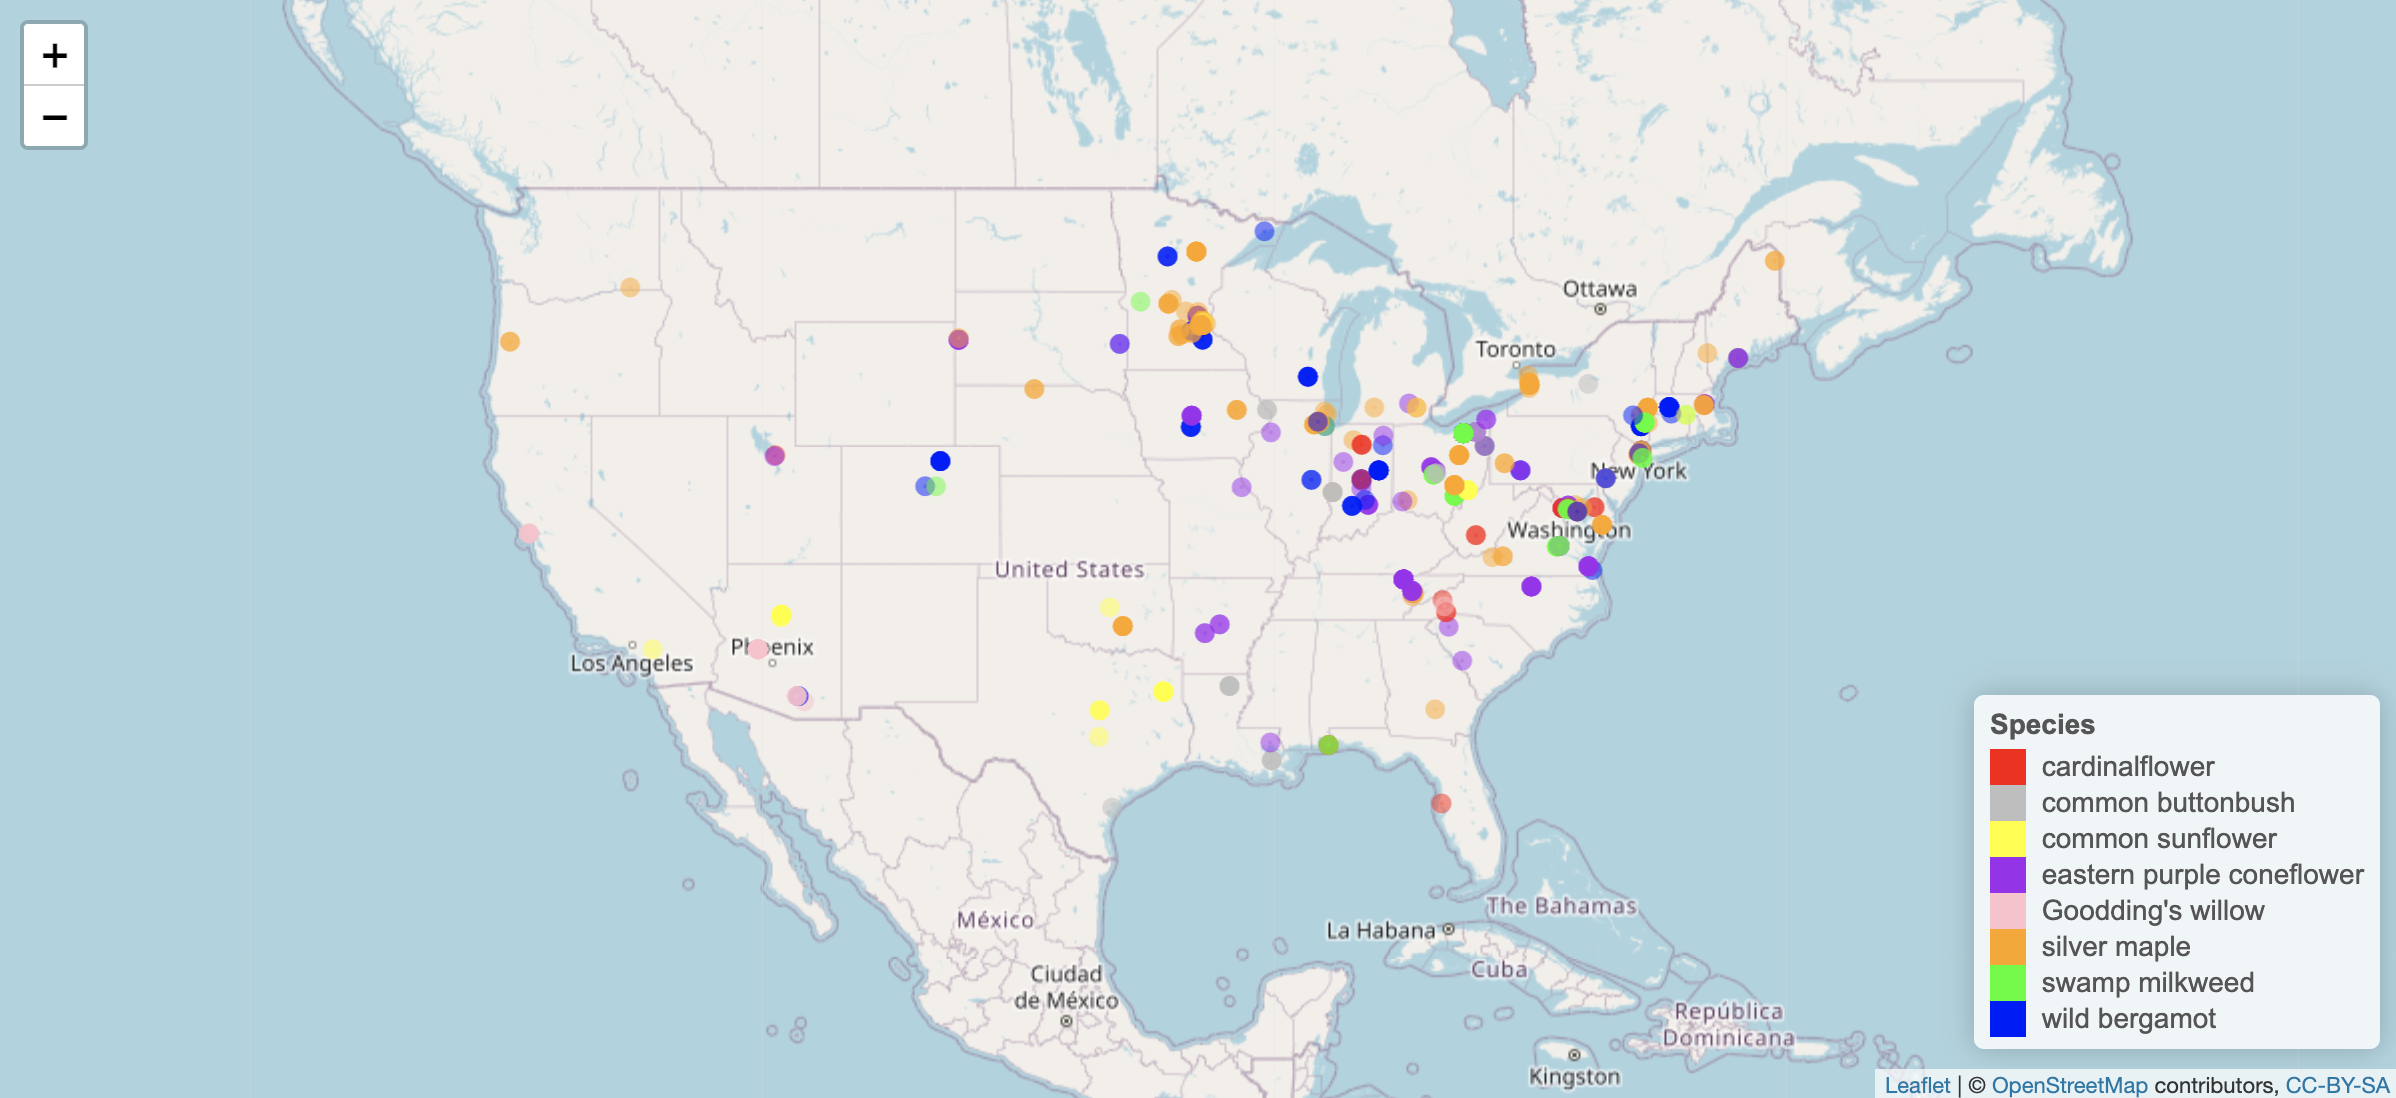 +
−
Ottawa
Toronto
New York
Washington
United States
Phoenix
Los Angeles
México
Ciudad
de México
La Habana
The Bahamas
Cuba
República
Dominicana
Kingston
Species
cardinalflower
common buttonbush
common sunflower
eastern purple coneflower
Goodding's willow
silver maple
swamp milkweed
wild bergamot
Leaflet | © OpenStreetMap contributors, CC-BY-SA